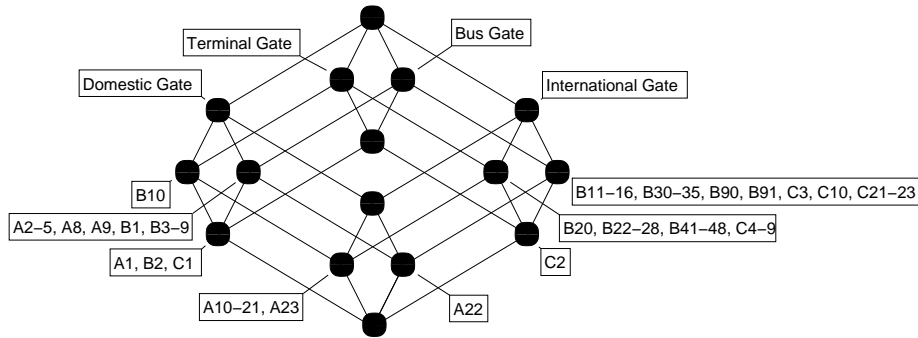 Terminal Gate
Bus Gate
Domestic Gate
International Gate
B10
B11−16, B30−35, B90, B91, C3, C10, C21−23
A2−5, A8, A9, B1, B3−9
B20, B22−28, B41−48, C4−9
A1, B2, C1
C2
A10−21, A23
A22